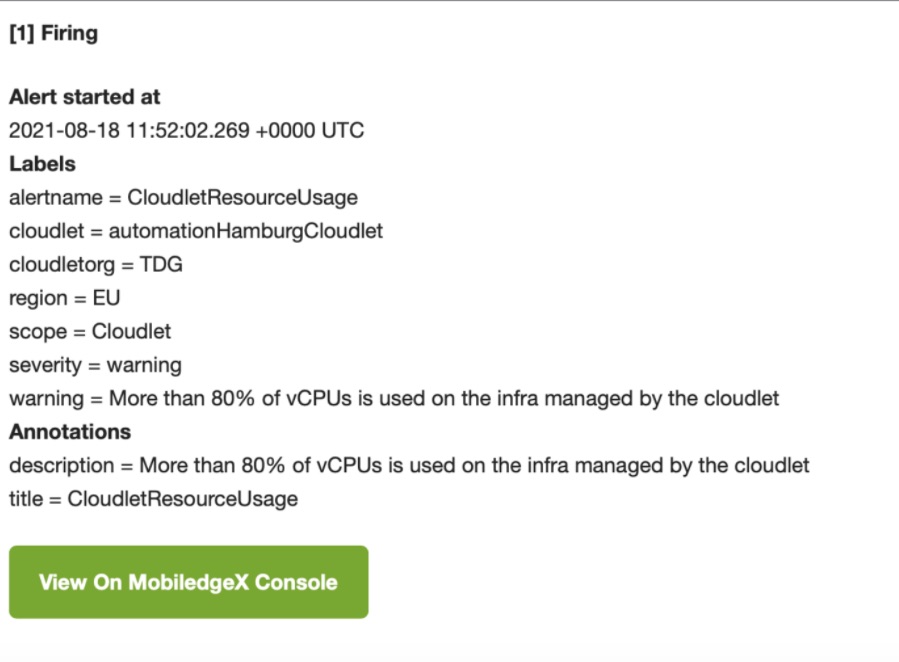 [1] Firing
Alert started at
2021-08-18 11:52:02.269 +0000 UTC
Labels
alertname = CloudletResourceUsage
cloudlet = automationHamburgCloudlet
cloudletorg = TDG
region = EU
scope = Cloudlet
severity = warning
warning = More than 80% of vCPUs is used on the infra managed by the cloudlet
Annotations
description = More than 80% of vCPUs is used on the infra managed by the cloudlet
title = CloudletResourceUsage
View On MobiledgeX Console